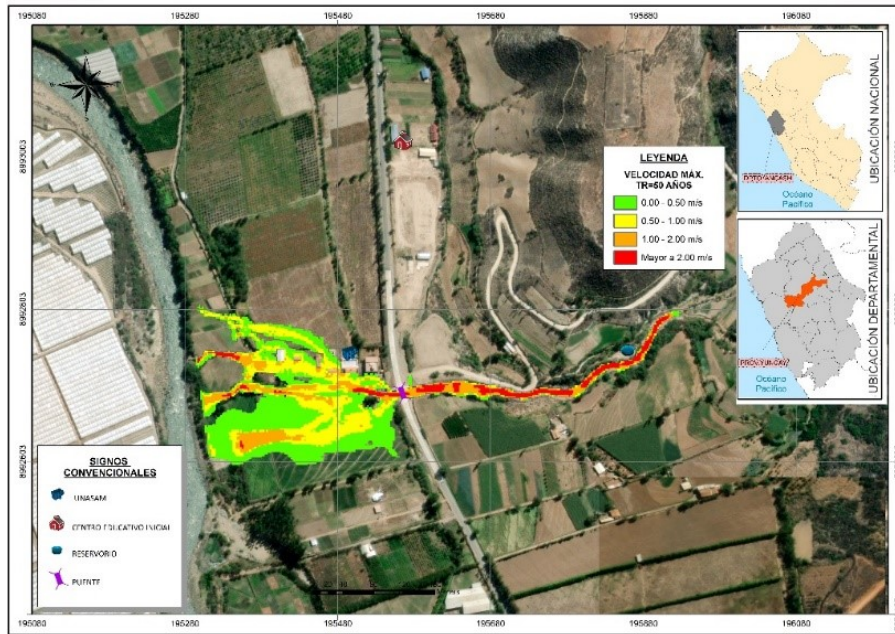 195080
195280
195480
195680
195880
196080
8993003
8992803
8992603
LEYENDA
VELOCIDAD MÁX.
TR=50 AÑOS
0.00 - 0.50 m/s
0.50 - 1.00 m/s
1.00 - 2.00 m/s
Mayor a 2.00 m/s
UBICACIÓN NACIONAL
Océano
Pacífico
UBICACIÓN DEPARTAMENTAL
Océano
Pacífico
SIGNOS
CONVENCIONALES
UNASAM
CENTRO EDUCATIVO INICIAL
RESERVORIO
PUENTE
195080
195280
195480
195680
195880
196080